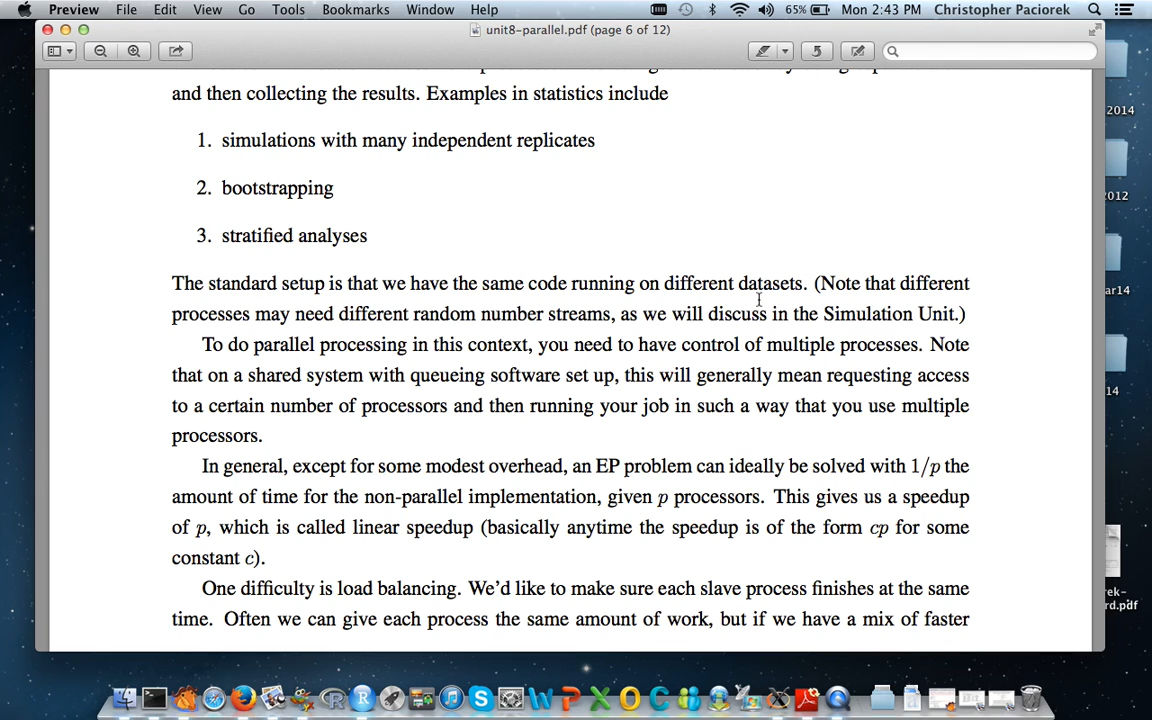 Preview File Edit View Go Tools Bookmarks Window Help 65% Mon 2:43 PM Christopher Paciorek
unit8-parallel.pdf (page 6 of 12)
and then collecting the results. Examples in statistics include
1. simulations with many independent replicates
2. bootstrapping
3. stratified analyses
The standard setup is that we have the same code running on different datasets. (Note that different
processes may need different random number streams, as we will discuss in the Simulation Unit.)
To do parallel processing in this context, you need to have control of multiple processes. Note
that on a shared system with queueing software set up, this will generally mean requesting access
to a certain number of processors and then running your job in such a way that you use multiple
processors.
In general, except for some modest overhead, an EP problem can ideally be solved with 1/p the
amount of time for the non-parallel implementation, given p processors. This gives us a speedup
of p, which is called linear speedup (basically anytime the speedup is of the form cp for some
constant c).
One difficulty is load balancing. We'd like to make sure each slave process finishes at the same
time. Often we can give each process the same amount of work, but if we have a mix of faster
2014
2012
ar14
14
rek-
rd.pdf